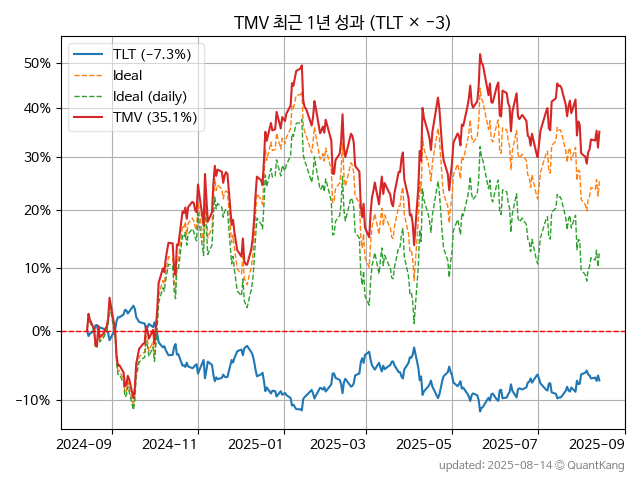 TMV 최근 1년 성과 (TLT × −3)
TLT (−7.3%)
Ideal
Ideal (daily)
TMV (35.1%)
50%
40%
30%
20%
10%
0%
−10%
2024-09
2024-11
2025-01
2025-03
2025-05
2025-07
2025-09
updated: 2025-08-14 © QuantKang